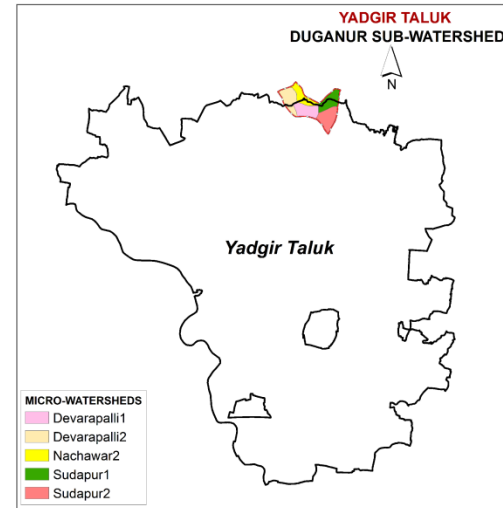 YADGIR TALUK
DUGANUR SUB-WATERSHED
N
Yadgir Taluk
MICRO-WATERSHEDS
Devarapalli1
Devarapalli2
Nachawar2
Sudapur1
Sudapur2